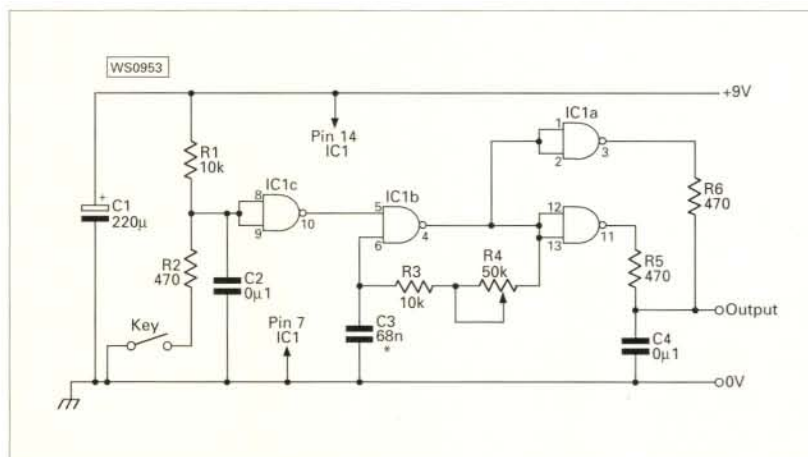 WS0953
+9V
Pin 14
IC1
IC1a
1
2
3
R1
10k
IC1c
8
9
10
IC1b
5
6
4
12
13
11
R6
470
+
C1
220µ
R2
470
C2
0µ1
R3
10k
R4
50k
R5
470
Output
Key
Pin 7
IC1
C3
68n
*
C4
0µ1
0V